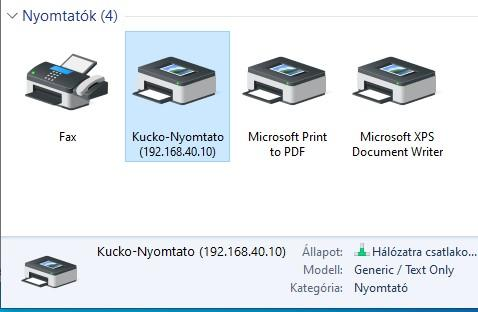 Nyomtatók (4)
Fax
Kucko-Nyomtato
(192.168.40.10)
Microsoft Print
to PDF
Microsoft XPS
Document Writer
Kucko-Nyomtato (192.168.40.10)
Állapot: Hálózatra csatlako...
Modell: Generic / Text Only
Kategória: Nyomtató